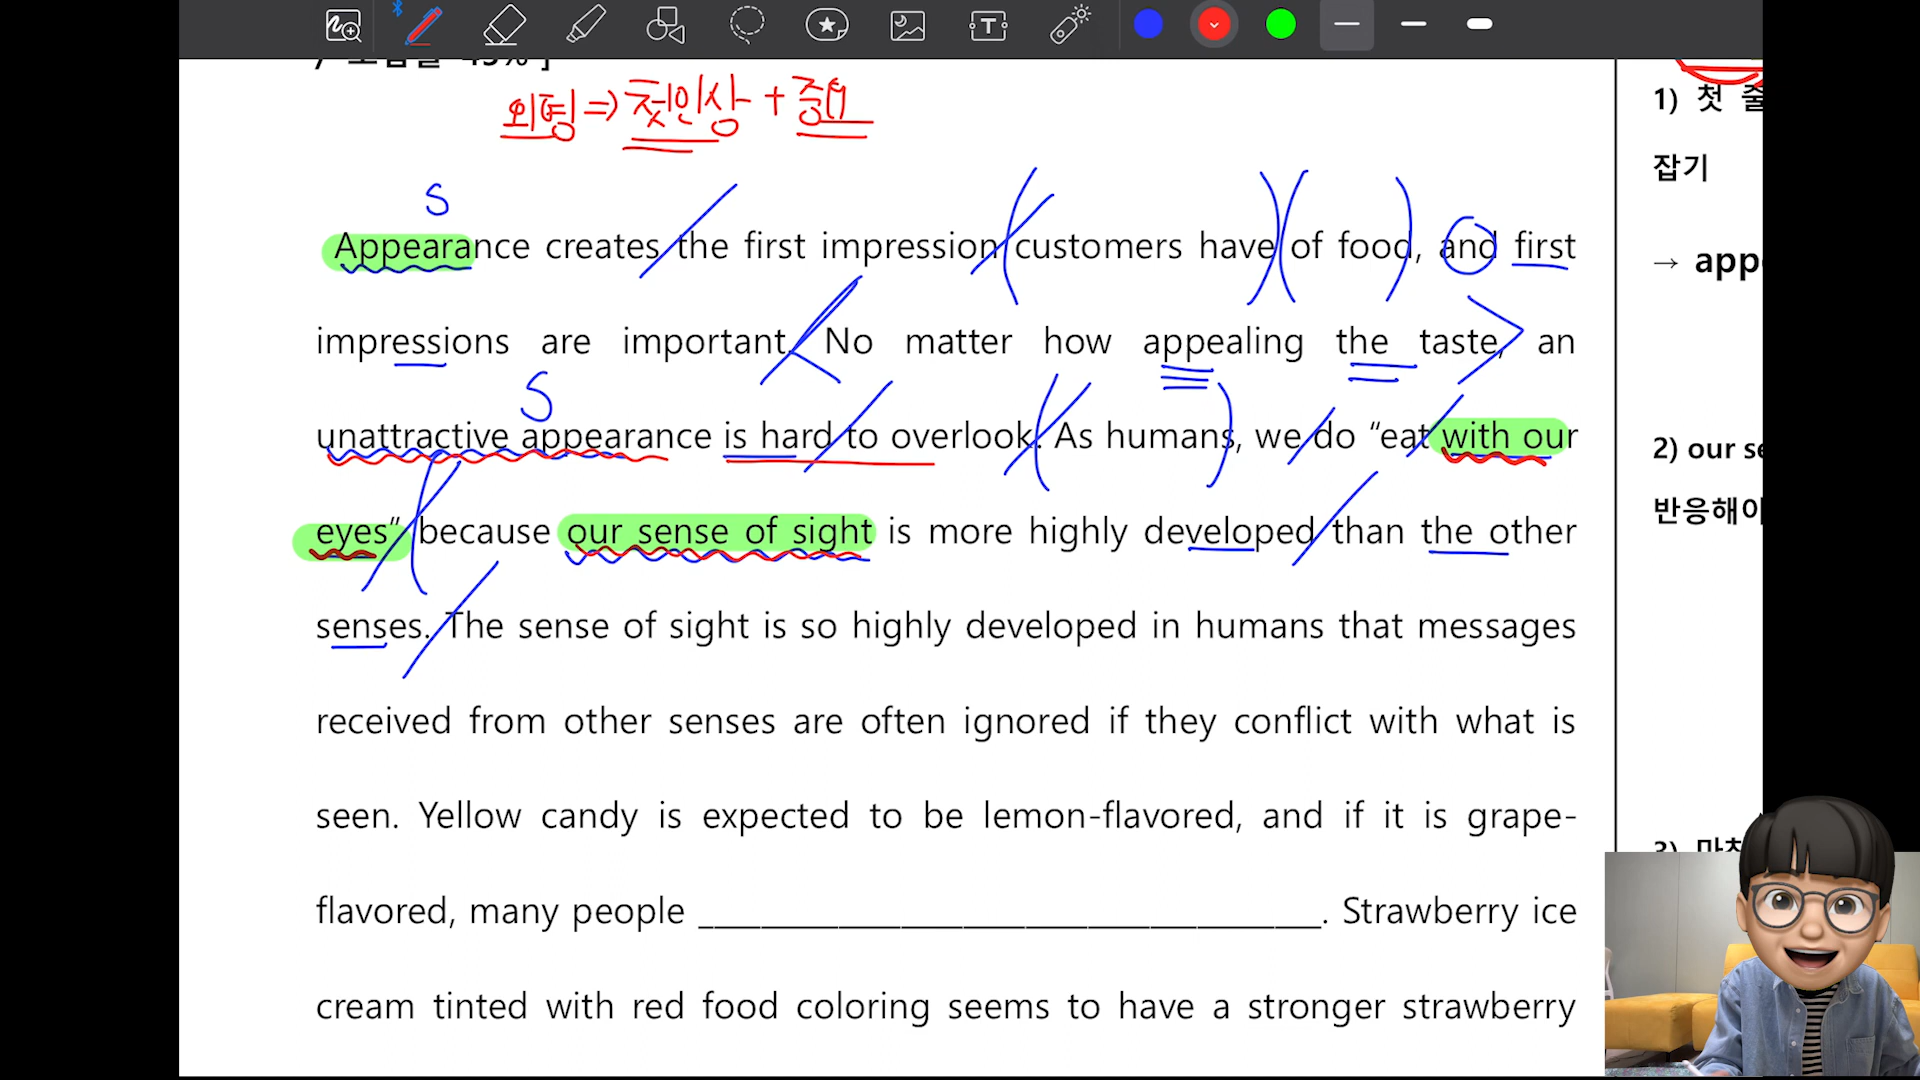 외형 ⇒ 첫인상 + 중요
S
Appearance creates the first impression customers have of food, and first
impressions are important. No matter how appealing the taste, an
S
unattractive appearance is hard to overlook. As humans, we do “eat with our
eyes” because our sense of sight is more highly developed than the other
senses. The sense of sight is so highly developed in humans that messages
received from other senses are often ignored if they conflict with what is
seen. Yellow candy is expected to be lemon-flavored, and if it is grape-
flavored, many people ____________________. Strawberry ice
cream tinted with red food coloring seems to have a stronger strawberry
1) 첫 줄
잡기
→ app
2) our se
반응해야